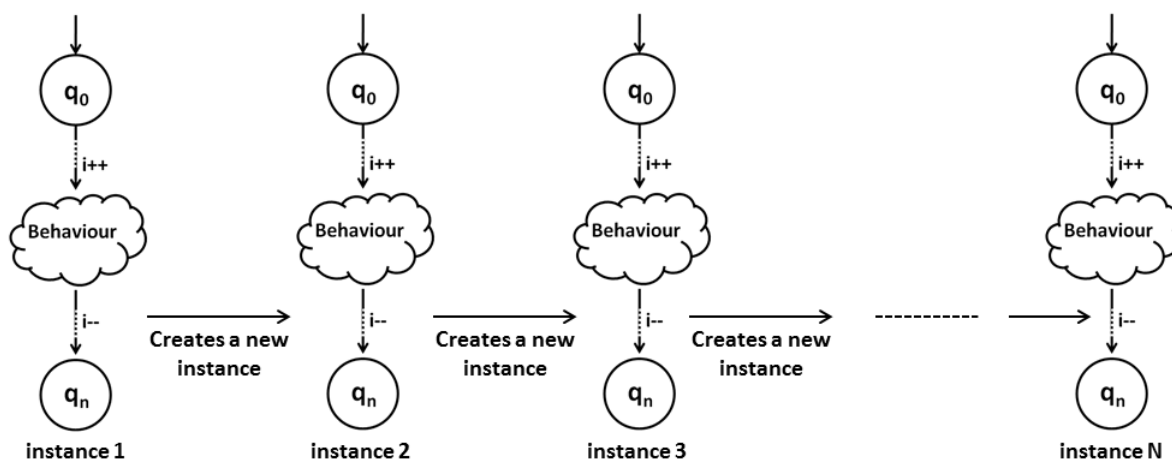 q0 q0 q0 q0
i++ i++ i++ i++
Behaviour Behaviour Behaviour Behaviour
i-- i-- i-- i--
Creates a new Creates a new Creates a new
instance instance instance
qn qn qn qn
instance 1 instance 2 instance 3 instance N